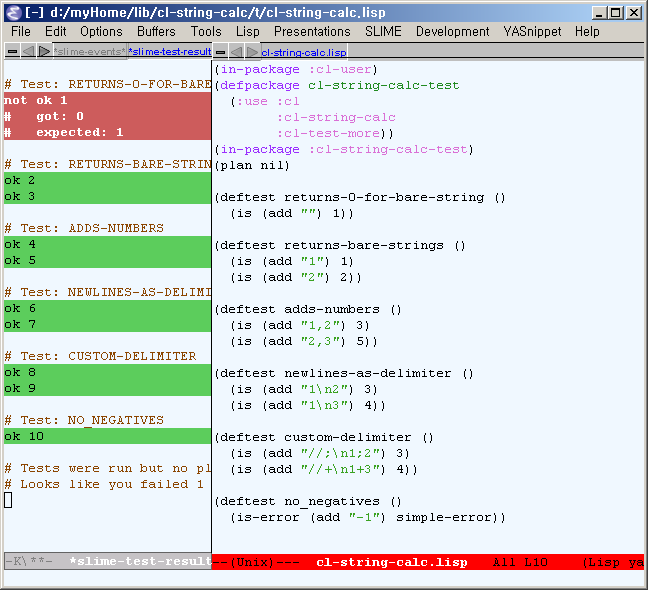 [-] d:/myHome/lib/cl-string-calc/t/cl-string-calc.lisp
File Edit Options Buffers Tools Lisp Presentations SLIME Development YASnippet Help
*slime-events* *slime-test-result
cl-string-calc.lisp
# Test: RETURNS-0-FOR-BARE
not ok 1
#   got: 0
#   expected: 1
# Test: RETURNS-BARE-STRIN
ok 2
ok 3
# Test: ADDS-NUMBERS
ok 4
ok 5
# Test: NEWLINES-AS-DELIMI
ok 6
ok 7
# Test: CUSTOM-DELIMITER
ok 8
ok 9
# Test: NO_NEGATIVES
ok 10
# Tests were run but no pl
# Looks like you failed 1
-K\**-  *slime-test-result
(in-package :cl-user)
(defpackage cl-string-calc-test
  (:use :cl
        :cl-string-calc
        :cl-test-more))
(in-package :cl-string-calc-test)
(plan nil)
(deftest returns-0-for-bare-string ()
  (is (add "") 1))
(deftest returns-bare-strings ()
  (is (add "1") 1)
  (is (add "2") 2))
(deftest adds-numbers ()
  (is (add "1,2") 3)
  (is (add "2,3") 5))
(deftest newlines-as-delimiter ()
  (is (add "1\n2") 3)
  (is (add "1\n3") 4))
(deftest custom-delimiter ()
  (is (add "//;\n1;2") 3)
  (is (add "//+\n1+3") 4))
(deftest no_negatives ()
  (is-error (add "-1") simple-error))
--(Unix)---  cl-string-calc.lisp   All L10    (Lisp ya